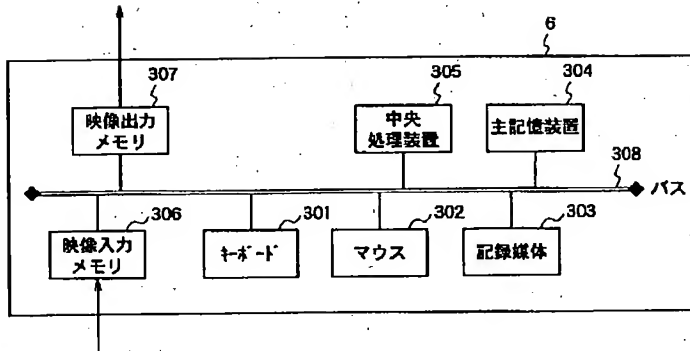 6
307
305
304
映像出力
メモリ
中央
処理装置
主記憶装置
308
バス
306
301
302
303
映像入力
メモリ
キーボード
マウス
記録媒体